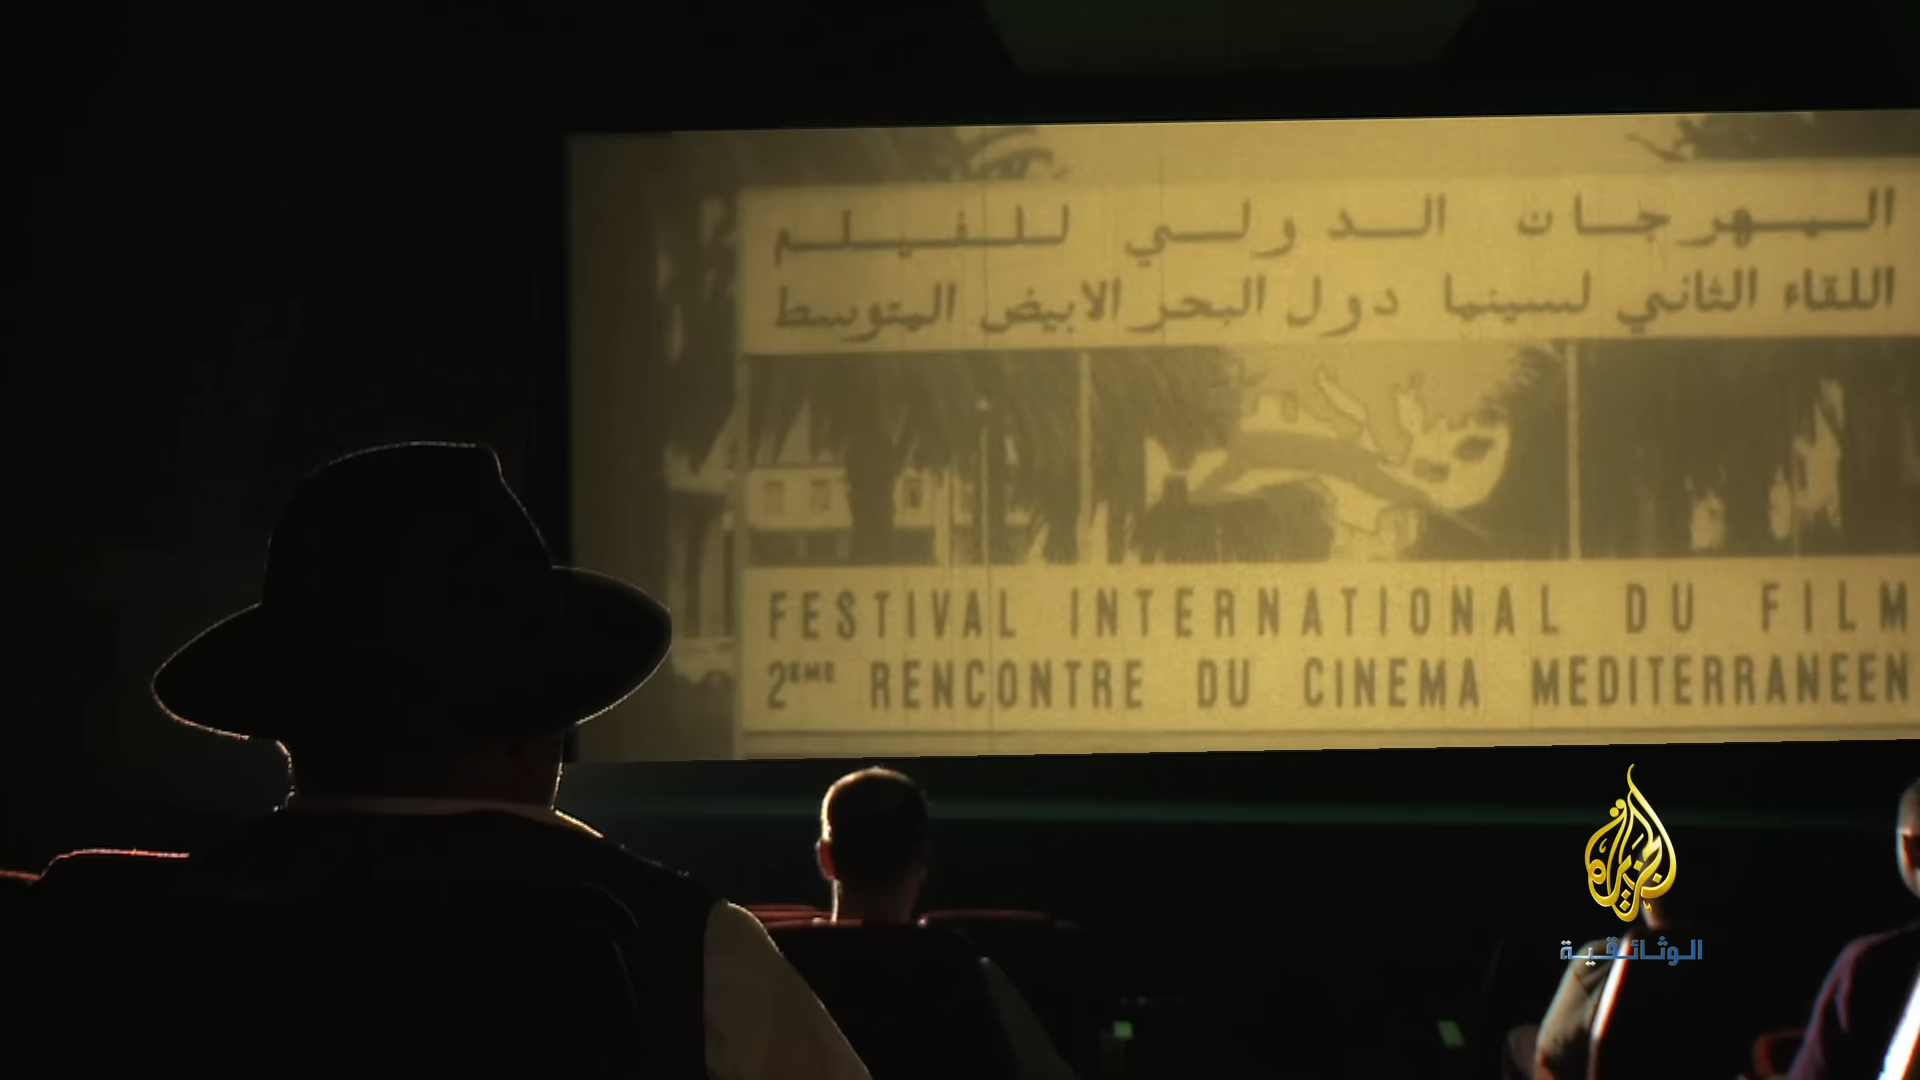 المهرجان الدولي للفيلم
اللقاء الثاني لسينما دول البحر الابيض المتوسط
FESTIVAL INTERNATIONAL DU FILM
2EME RENCONTRE DU CINEMA MEDITERRANEEN
الجزيرة
الوثائقية